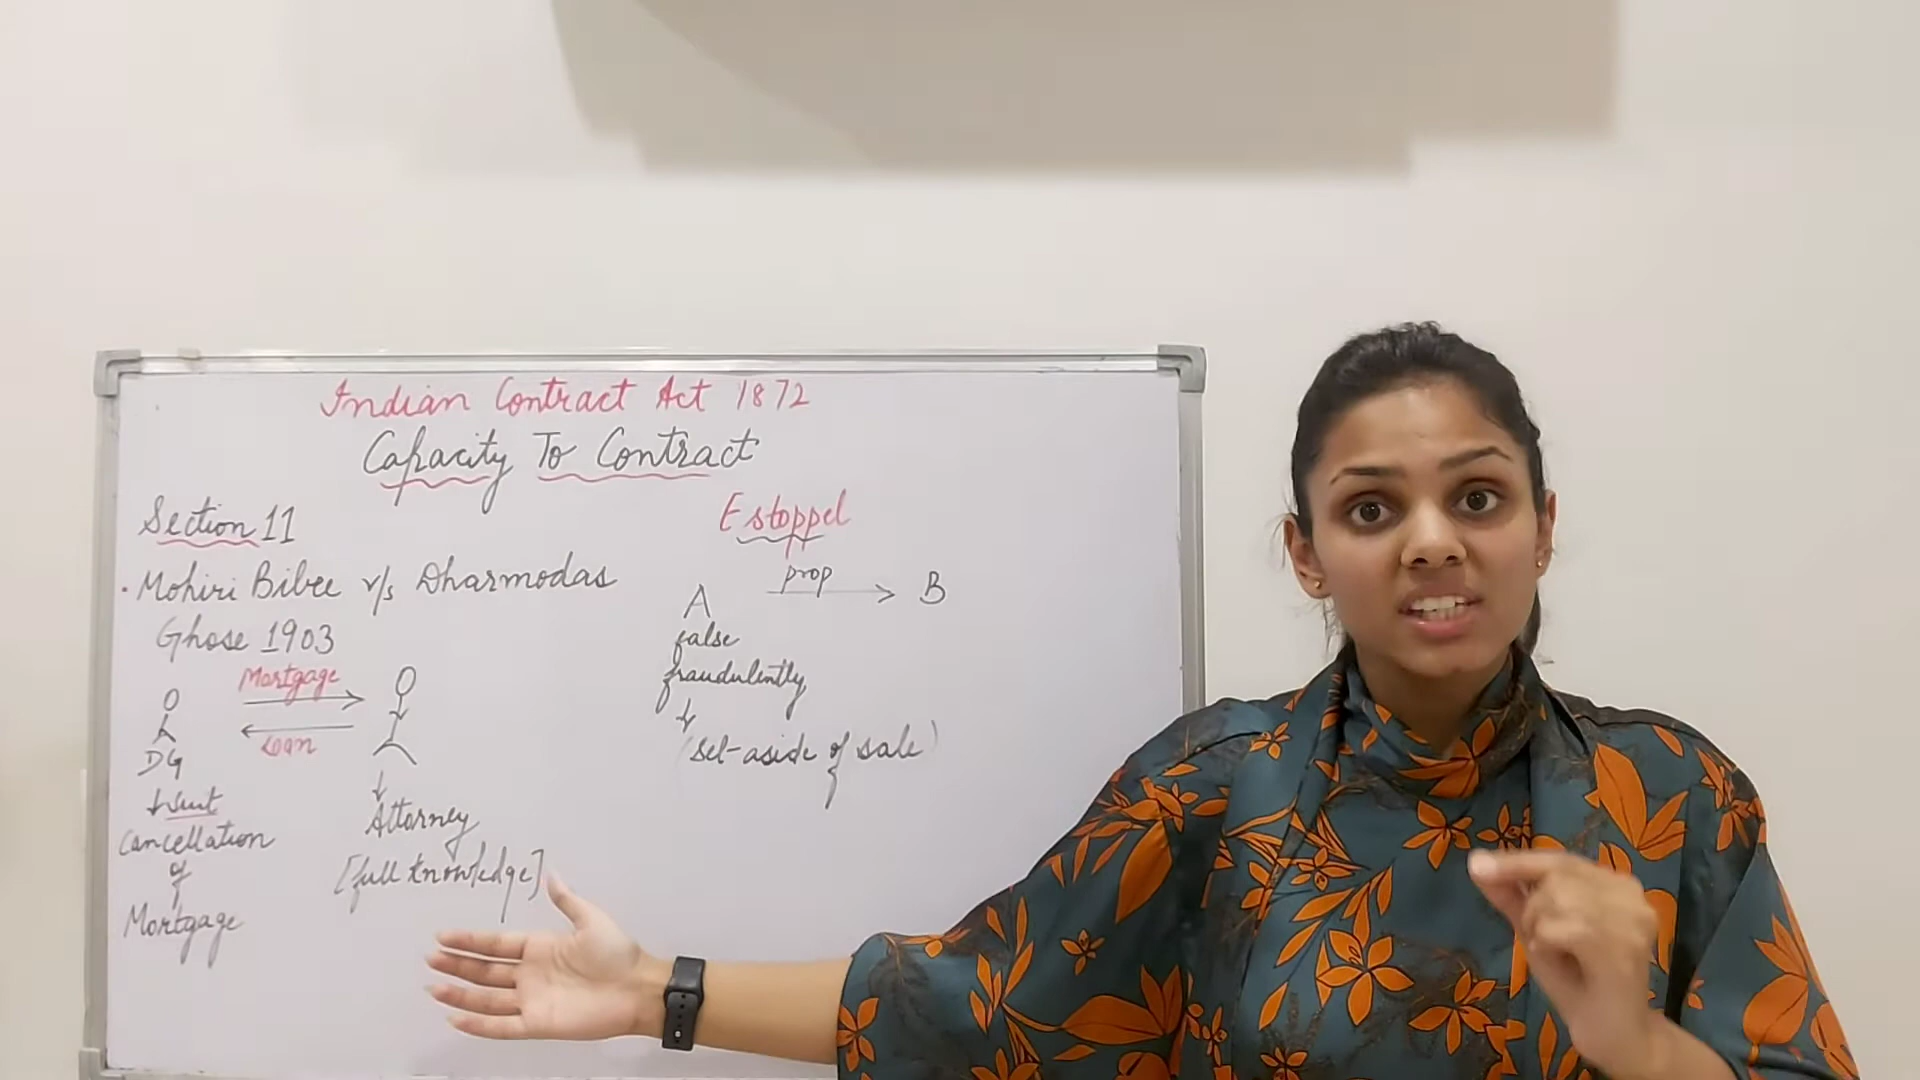 Indian Contract Act 1872
Capacity To Contract
Section 11
Mohiri Bibee v/s Dharmodas
Ghose 1903
Mortgage
Loan
DG
suit
Cancellation
of
Mortgage
Attorney
[full knowledge]
Estoppel
A prop B
false
fraudulently
(set-aside of sale)